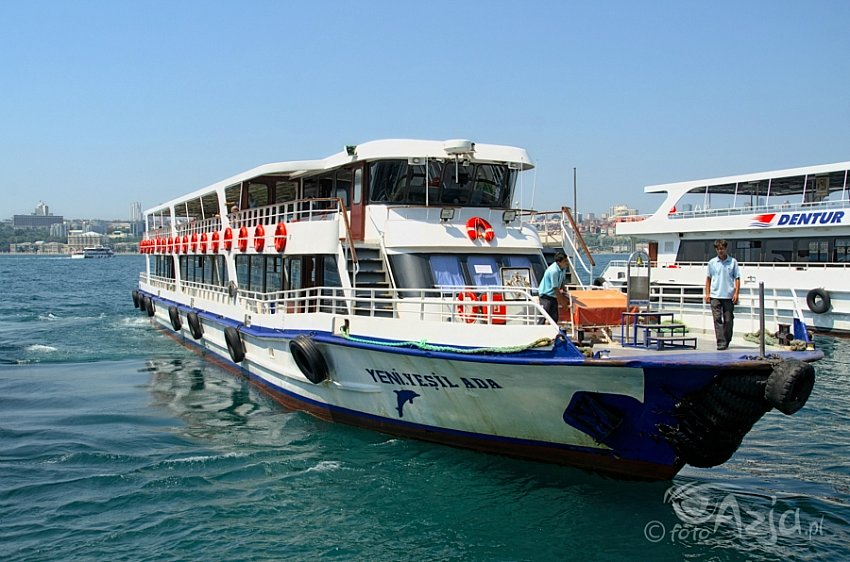 DENTUR
YENİ YEŞİL ADA
© foto Azja.pl